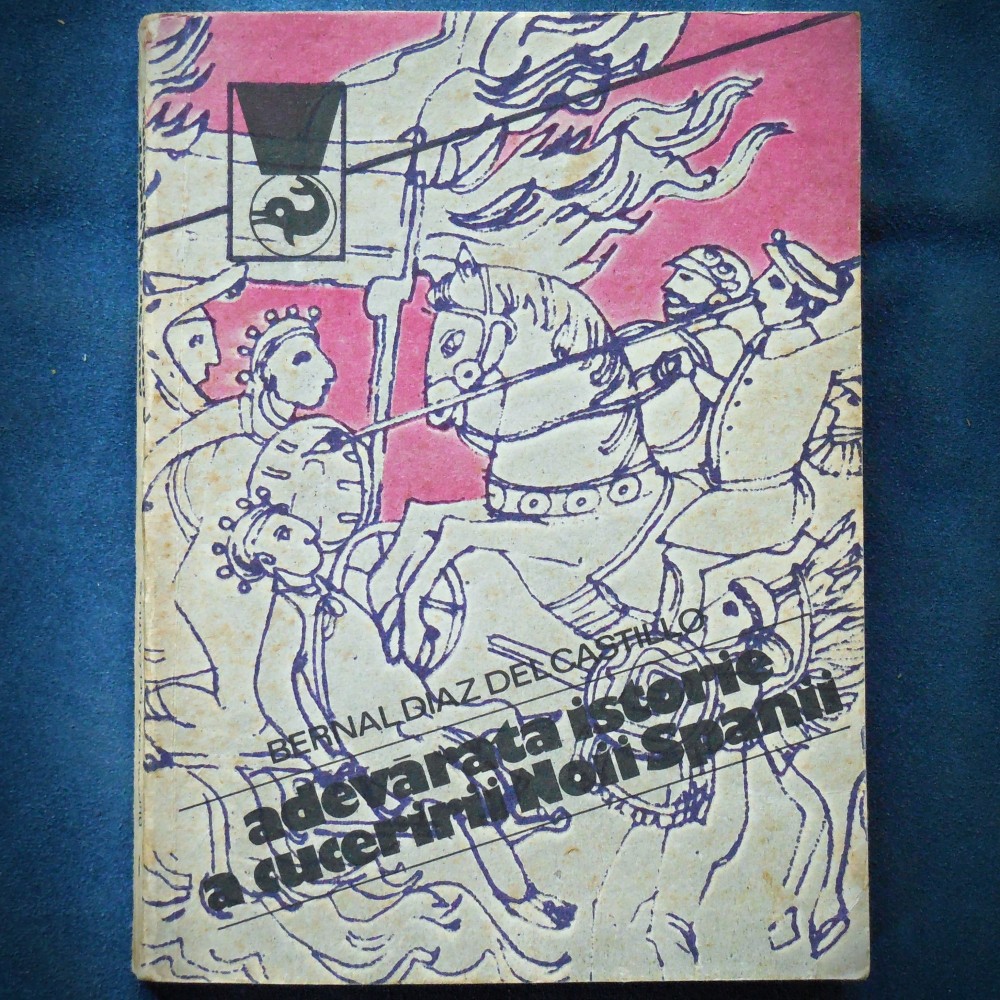 BERNAL DIAZ DEL CASTILLO
adevarata istorie
a cuceririi Noii Spanii